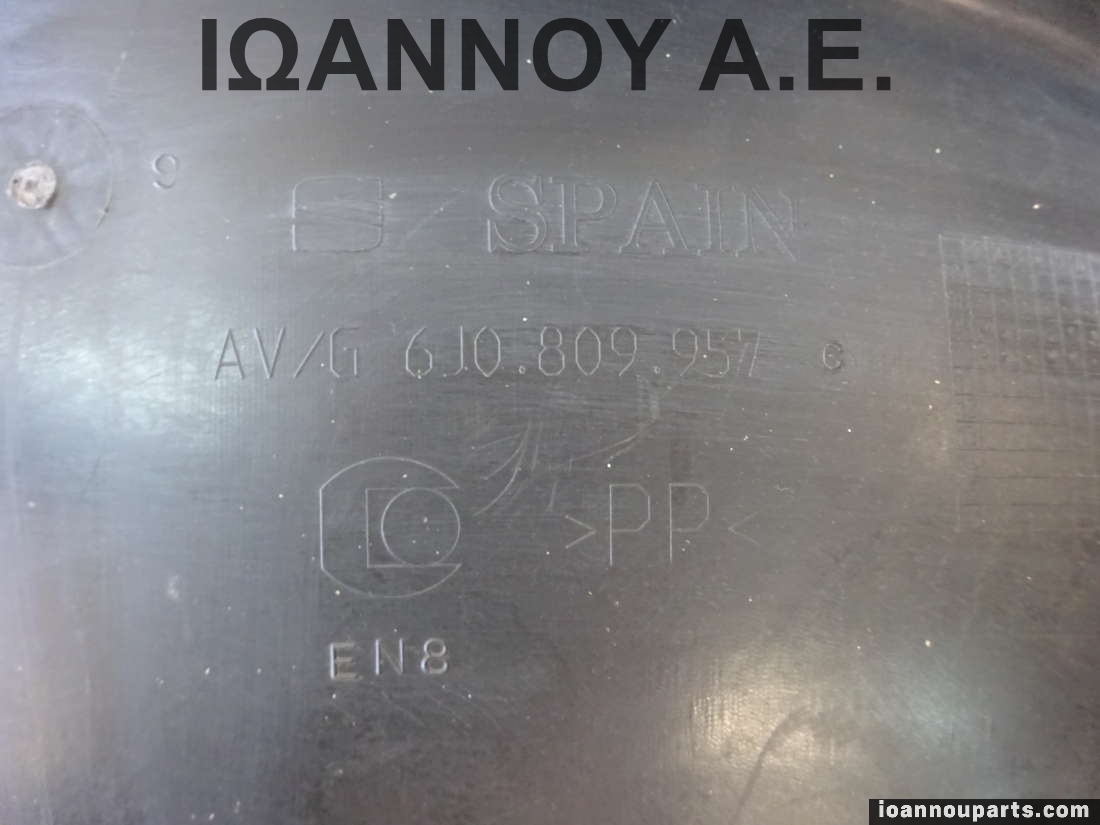 ΙΩΑΝΝΟΥ Α.Ε.
9
S SPAIN
AV/G 6J0.809.957 G
>PP<
EN8
ioannouparts.com